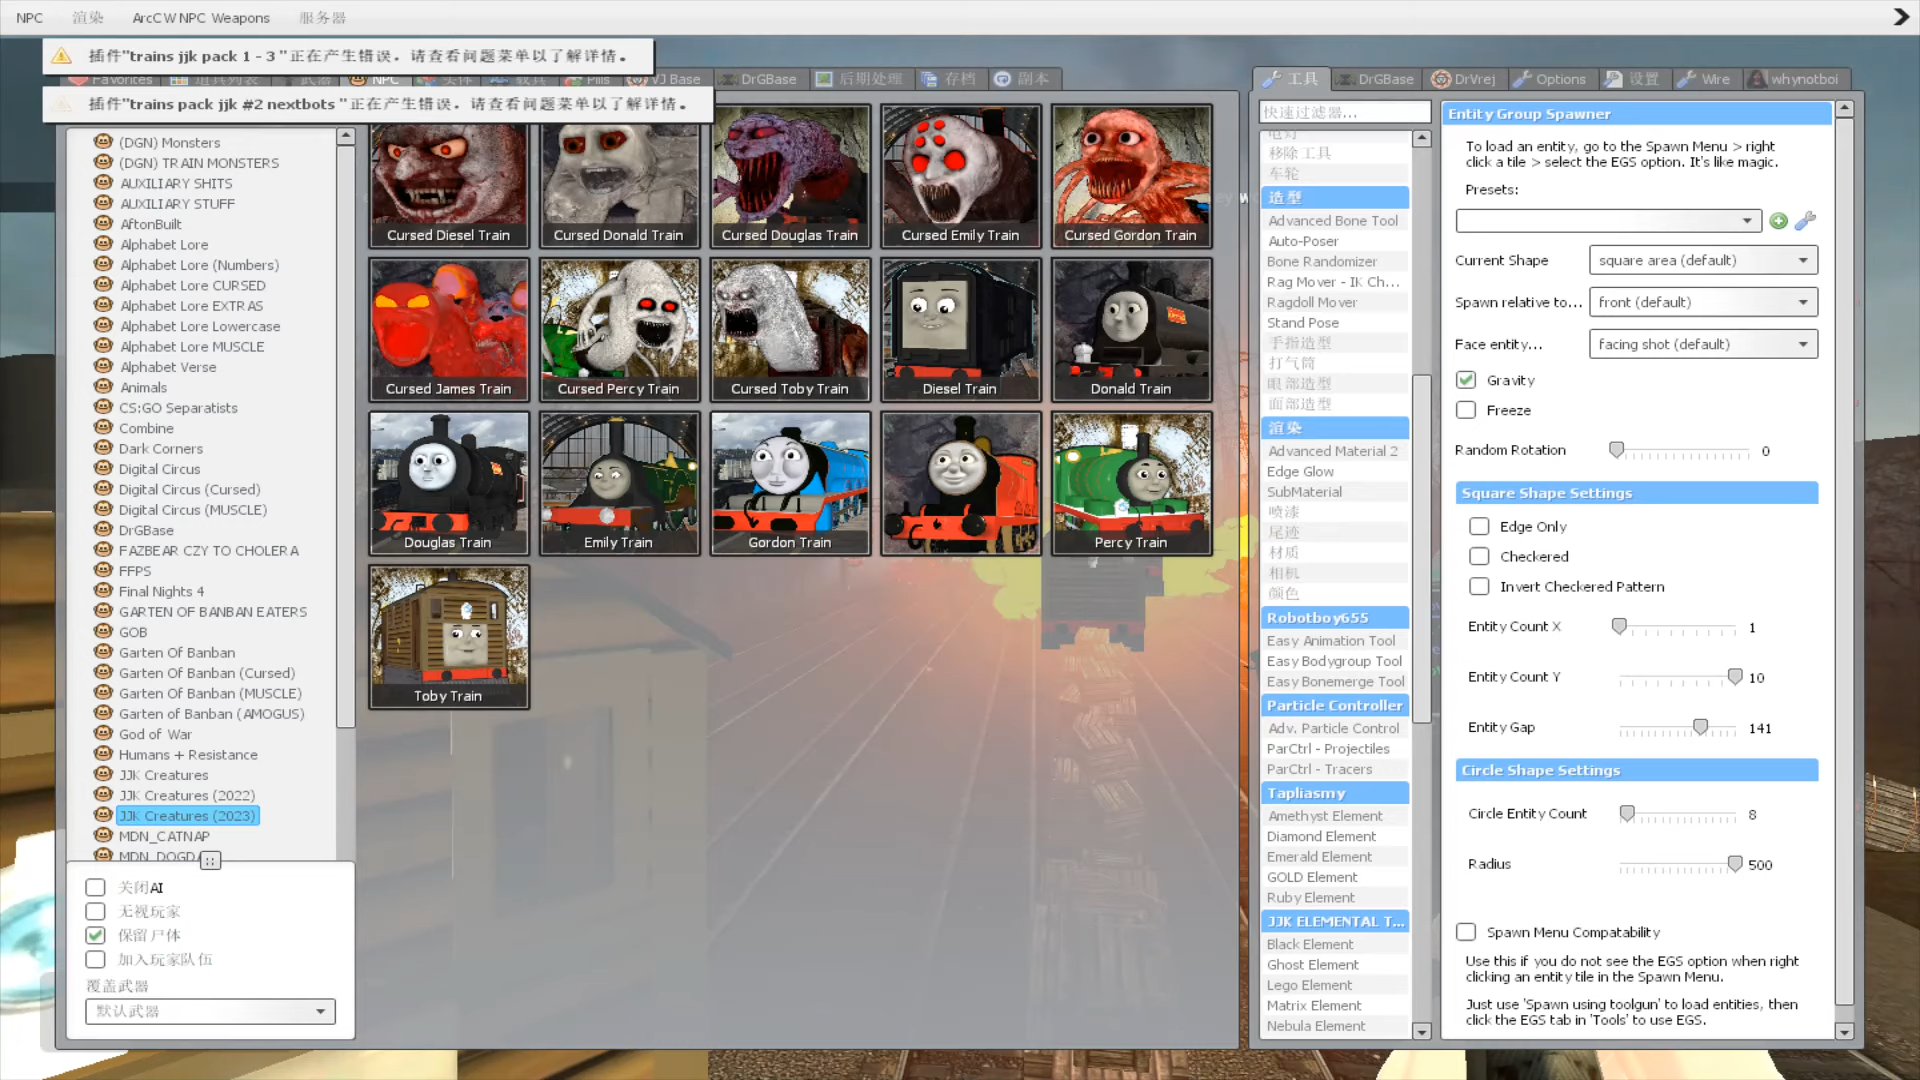 NPC
渲染
ArcCW NPC Weapons
服务器
插件"trains jjk pack 1 - 3 "正在产生错误。请查看问题菜单以了解详情。
Favorites
NPC
Pills
VJ Base
DrGBase
后期处理
存档
副本
插件"trains pack jjk #2 nextbots "正在产生错误。请查看问题菜单以了解详情。
(DGN) Monsters
(DGN) TRAIN MONSTERS
AUXILIARY SHITS
AUXILIARY STUFF
AftonBuilt
Alphabet Lore
Alphabet Lore (Numbers)
Alphabet Lore CURSED
Alphabet Lore EXTRAS
Alphabet Lore Lowercase
Alphabet Lore MUSCLE
Alphabet Verse
Animals
CS:GO Separatists
Combine
Dark Corners
Digital Circus
Digital Circus (Cursed)
Digital Circus (MUSCLE)
DrGBase
FAZBEAR CZY TO CHOLERA
FFPS
Final Nights 4
GARTEN OF BANBAN EATERS
GOB
Garten Of Banban
Garten Of Banban (Cursed)
Garten Of Banban (MUSCLE)
Garten of Banban (AMOGUS)
God of War
Humans + Resistance
JJK Creatures
JJK Creatures (2022)
JJK Creatures (2023)
MDN_CATNAP
关闭AI
无视玩家
保留尸体
加入玩家队伍
覆盖武器
默认武器
Cursed Diesel Train
Cursed Donald Train
Cursed Douglas Train
Cursed Emily Train
Cursed Gordon Train
Cursed James Train
Cursed Percy Train
Cursed Toby Train
Diesel Train
Donald Train
Douglas Train
Emily Train
Gordon Train
Percy Train
Toby Train
工具
DrGBase
DrVrej
Options
设置
Wire
whynotboi
快速过滤器...
移除工具
车轮
造型
Advanced Bone Tool
Auto-Poser
Bone Randomizer
Rag Mover - IK Ch...
Ragdoll Mover
Stand Pose
手指造型
打气筒
眼部造型
面部造型
渲染
Advanced Material 2
Edge Glow
SubMaterial
喷漆
尾迹
材质
相机
颜色
Robotboy655
Easy Animation Tool
Easy Bodygroup Tool
Easy Bonemerge Tool
Particle Controller
Adv. Particle Control
ParCtrl - Projectiles
ParCtrl - Tracers
Tapliasmy
Amethyst Element
Diamond Element
Emerald Element
GOLD Element
Ruby Element
JJK ELEMENTAL T...
Black Element
Ghost Element
Lego Element
Matrix Element
Nebula Element
Entity Group Spawner
To load an entity, go to the Spawn Menu > right
click a tile > select the EGS option. It's like magic.
Presets:
Current Shape
square area (default)
Spawn relative to...
front (default)
Face entity...
facing shot (default)
Gravity
Freeze
Random Rotation
0
Square Shape Settings
Edge Only
Checkered
Invert Checkered Pattern
Entity Count X
1
Entity Count Y
10
Entity Gap
141
Circle Shape Settings
Circle Entity Count
8
Radius
500
Spawn Menu Compatability
Use this if you do not see the EGS option when right
clicking an entity tile in the Spawn Menu.
Just use 'Spawn using toolgun' to load entities, then
click the EGS tab in 'Tools' to use EGS.